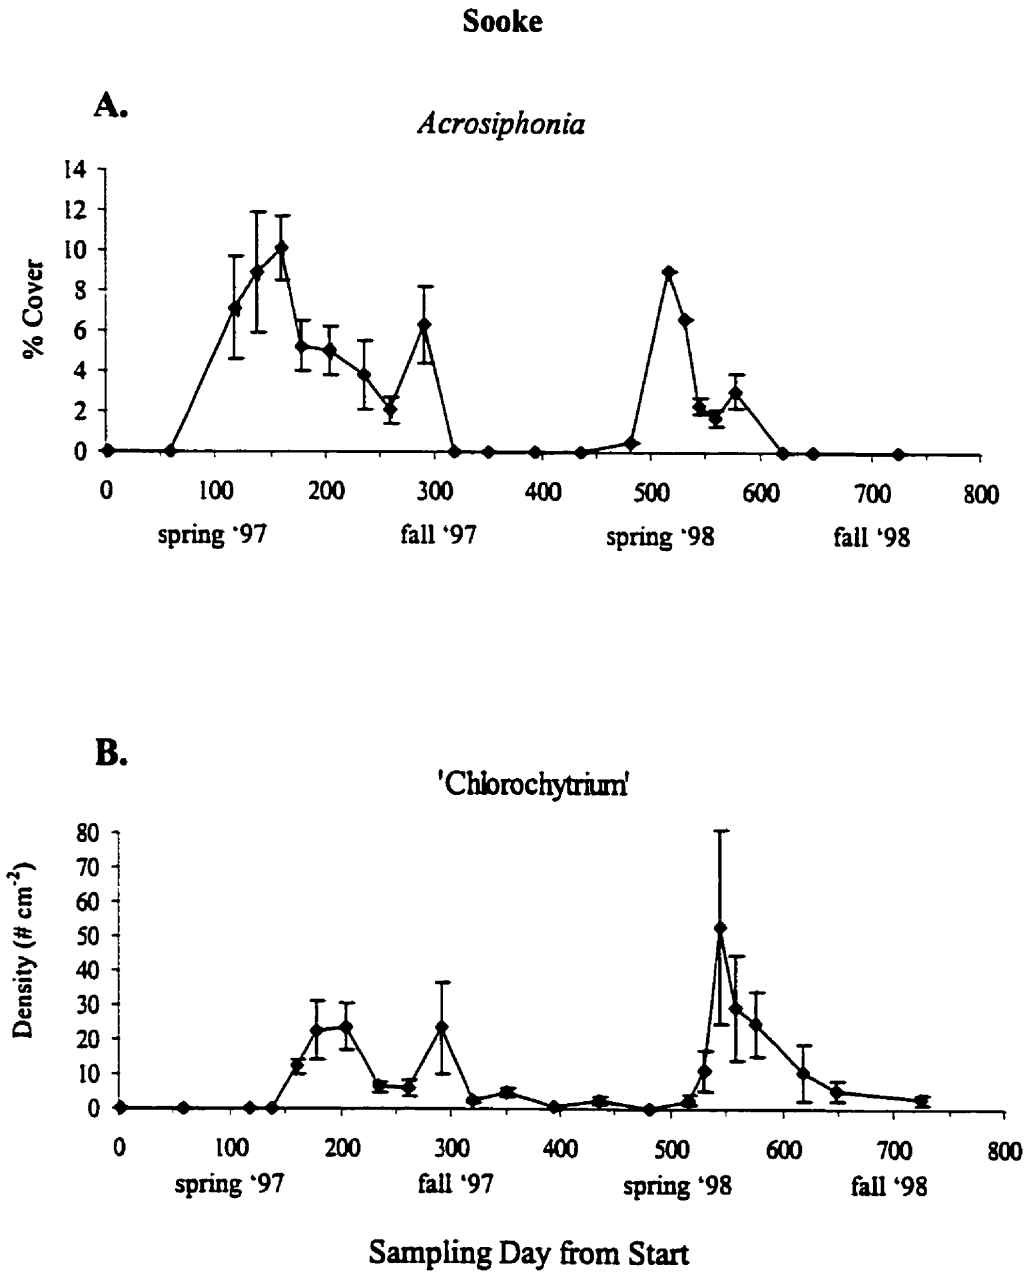 Sooke
A.
Acrosiphonia
14
12
10
8
6
4
2
0
% Cover
0 100 200 300 400 500 600 700 800
spring ‘97 fall ‘97 spring ‘98 fall ‘98
B.
'Chlorochytrium'
80
70
60
50
40
30
20
10
0
Density (# cm⁻²)
0 100 200 300 400 500 600 700 800
spring ‘97 fall ‘97 spring ‘98 fall ‘98
Sampling Day from Start